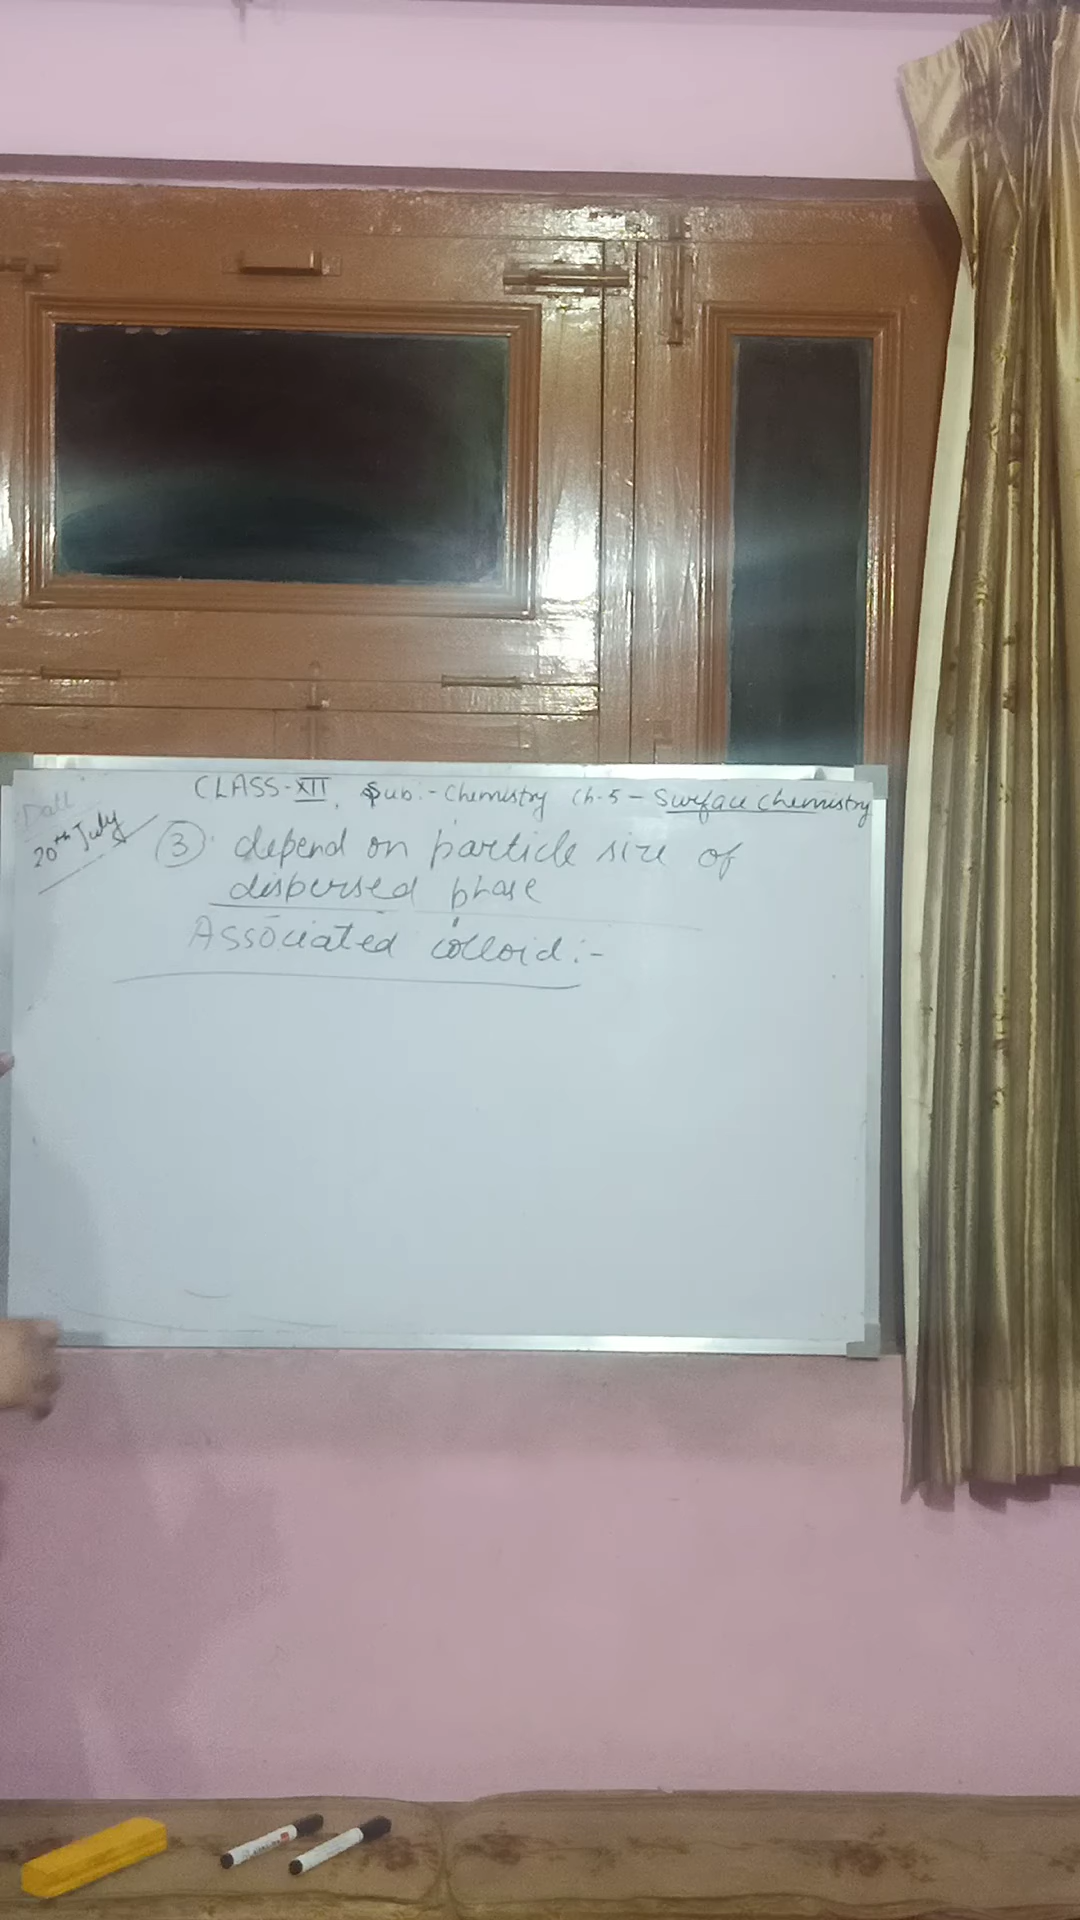 CLASS-XII, Sub:- Chemistry Ch-5 - Surface chemistry
Date
20th July
3 depend on particle size of
dispersed phase
Associated colloid:-